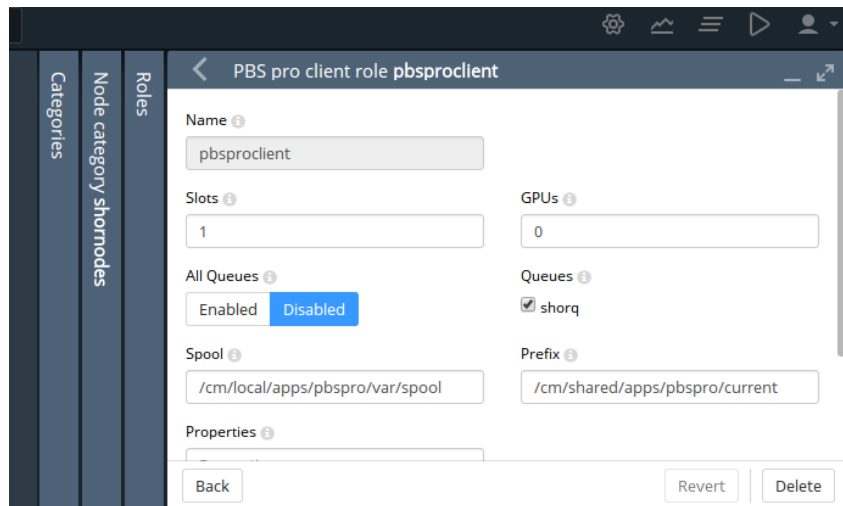 Categories
Node category shornodes
Roles
PBS pro client role pbsproclient
Name
pbsproclient
Slots
GPUs
1
0
All Queues
Queues
Enabled
Disabled
shorq
Spool
Prefix
/cm/local/apps/pbspro/var/spool
/cm/shared/apps/pbspro/current
Properties
Back
Revert
Delete